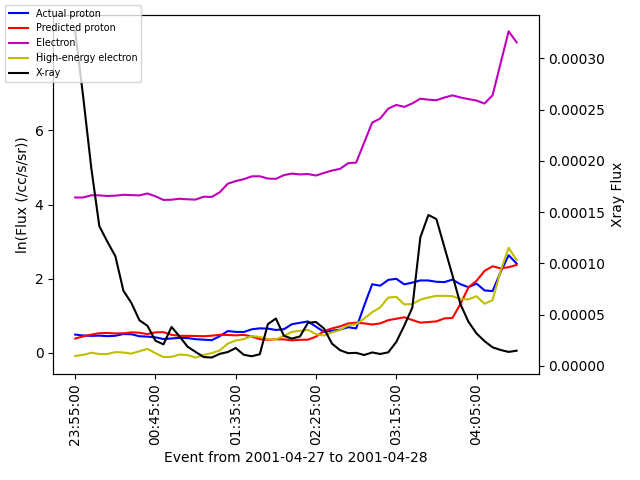 Actual proton
Predicted proton
Electron
High-energy electron
X-ray
ln(Flux (/cc/s/sr))
6
4
2
0
0.00030
0.00025
0.00020
0.00015
0.00010
0.00005
0.00000
Xray Flux
23:55:00
00:45:00
01:35:00
02:25:00
03:15:00
04:05:00
Event from 2001-04-27 to 2001-04-28